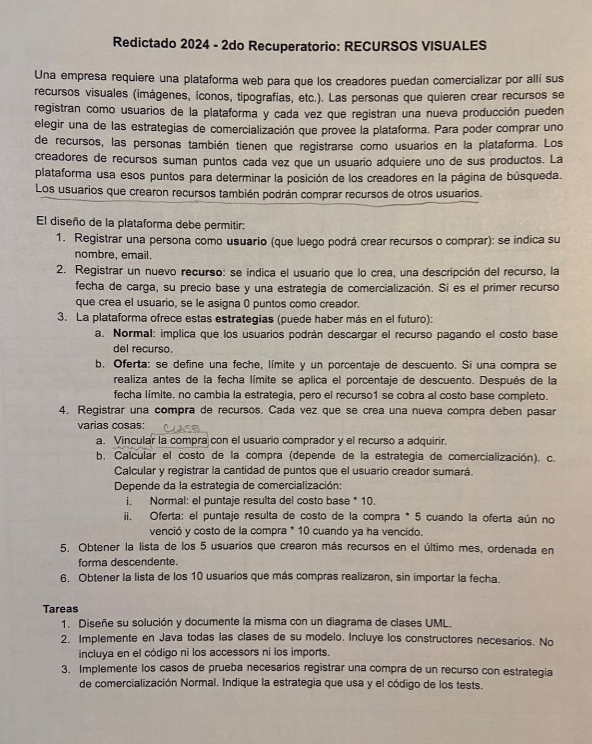 Redictado 2024 - 2do Recuperatorio: RECURSOS VISUALES
Una empresa requiere una plataforma web para que los creadores puedan comercializar por allí sus
recursos visuales (imágenes, íconos, tipografías, etc.). Las personas que quieren crear recursos se
registran como usuarios de la plataforma y cada vez que registran una nueva producción pueden
elegir una de las estrategias de comercialización que provee la plataforma. Para poder comprar uno
de recursos, las personas también tienen que registrarse como usuarios en la plataforma. Los
creadores de recursos suman puntos cada vez que un usuario adquiere uno de sus productos. La
plataforma usa esos puntos para determinar la posición de los creadores en la página de búsqueda.
Los usuarios que crearon recursos también podrán comprar recursos de otros usuarios.
El diseño de la plataforma debe permitir:
1. Registrar una persona como usuario (que luego podrá crear recursos o comprar): se indica su
nombre, email.
2. Registrar un nuevo recurso: se indica el usuario que lo crea, una descripción del recurso, la
fecha de carga, su precio base y una estrategia de comercialización. Si es el primer recurso
que crea el usuario, se le asigna 0 puntos como creador.
3. La plataforma ofrece estas estrategias (puede haber más en el futuro):
a. Normal: implica que los usuarios podrán descargar el recurso pagando el costo base
del recurso.
b. Oferta: se define una feche, límite y un porcentaje de descuento. Si una compra se
realiza antes de la fecha límite se aplica el porcentaje de descuento. Después de la
fecha límite. no cambia la estrategia, pero el recurso1 se cobra al costo base completo.
4. Registrar una compra de recursos. Cada vez que se crea una nueva compra deben pasar
varias cosas: CLASE
a. Vincular la compra con el usuario comprador y el recurso a adquirir.
b. Calcular el costo de la compra (depende de la estrategia de comercialización). c.
Calcular y registrar la cantidad de puntos que el usuario creador sumará.
Depende da la estrategia de comercialización:
i. Normal: el puntaje resulta del costo base * 10.
ii. Oferta: el puntaje resulta de costo de la compra * 5 cuando la oferta aún no
venció y costo de la compra * 10 cuando ya ha vencido.
5. Obtener la lista de los 5 usuarios que crearon más recursos en el último mes, ordenada en
forma descendente.
6. Obtener la lista de los 10 usuarios que más compras realizaron, sin importar la fecha.
Tareas
1. Diseñe su solución y documente la misma con un diagrama de clases UML.
2. Implemente en Java todas las clases de su modelo. Incluye los constructores necesarios. No
incluya en el código ni los accessors ni los imports.
3. Implemente los casos de prueba necesarios registrar una compra de un recurso con estrategia
de comercialización Normal. Indique la estrategia que usa y el código de los tests.